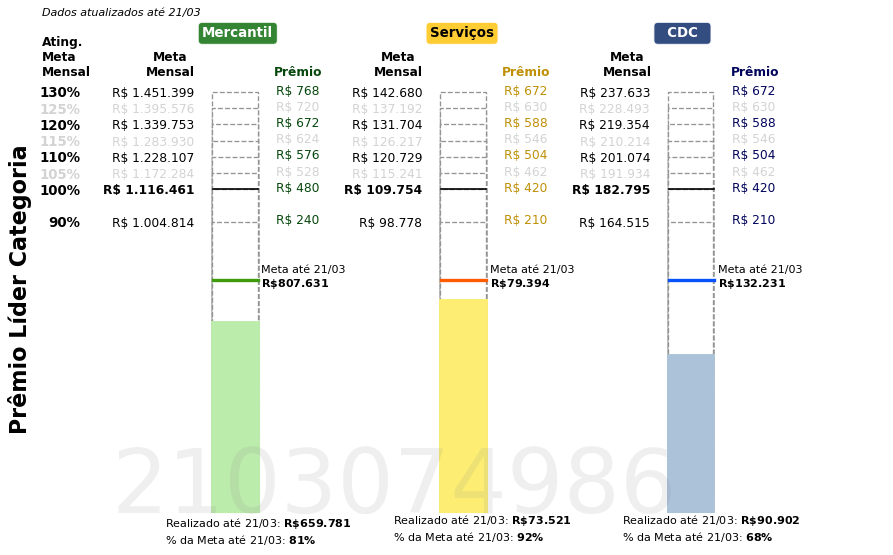 Dados atualizados até 21/03
Mercantil
Serviços
CDC
Ating. Meta Mensal
Meta Mensal
Prêmio
Meta Mensal
Prêmio
Meta Mensal
Prêmio
130% R$ 1.451.399 R$ 768 R$ 142.680 R$ 672 R$ 237.633 R$ 672
125% R$ 1.395.576 R$ 720 R$ 137.192 R$ 630 R$ 228.493 R$ 630
120% R$ 1.339.753 R$ 672 R$ 131.704 R$ 588 R$ 219.354 R$ 588
115% R$ 1.283.930 R$ 624 R$ 126.217 R$ 546 R$ 210.214 R$ 546
110% R$ 1.228.107 R$ 576 R$ 120.729 R$ 504 R$ 201.074 R$ 504
105% R$ 1.172.284 R$ 528 R$ 115.241 R$ 462 R$ 191.934 R$ 462
100% R$ 1.116.461 R$ 480 R$ 109.754 R$ 420 R$ 182.795 R$ 420
90% R$ 1.004.814 R$ 240 R$ 98.778 R$ 210 R$ 164.515 R$ 210
Meta até 21/03
R$807.631
Meta até 21/03
R$79.394
Meta até 21/03
R$132.231
Prêmio Líder Categoria
2103074986
Realizado até 21/03: R$659.781
% da Meta até 21/03: 81%
Realizado até 21/03: R$73.521
% da Meta até 21/03: 92%
Realizado até 21/03: R$90.902
% da Meta até 21/03: 68%